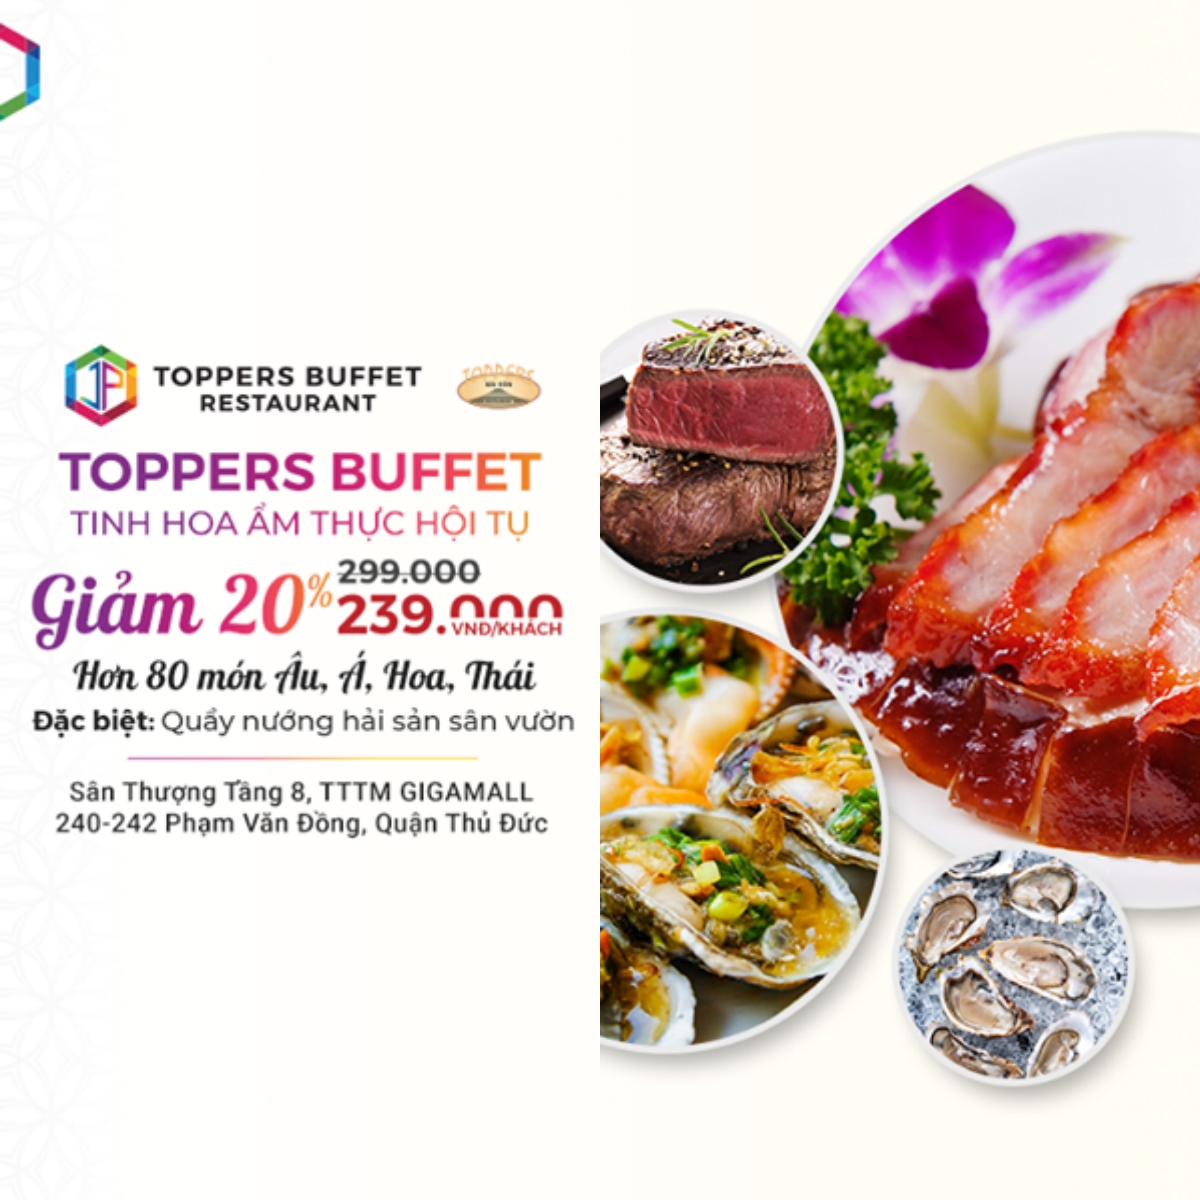 TOPPERS BUFFET
RESTAURANT
TOPPERS
TOPPERS BUFFET
TINH HOA ẨM THỰC HỘI TỤ
Giảm 20% 299.000
239.000
VNĐ/KHÁCH
Hơn 80 món Âu, Á, Hoa, Thái
Đặc biệt: Quầy nướng hải sản sân vườn
Sân Thượng Tầng 8, TTTM GIGAMALL
240-242 Phạm Văn Đồng, Quận Thủ Đức